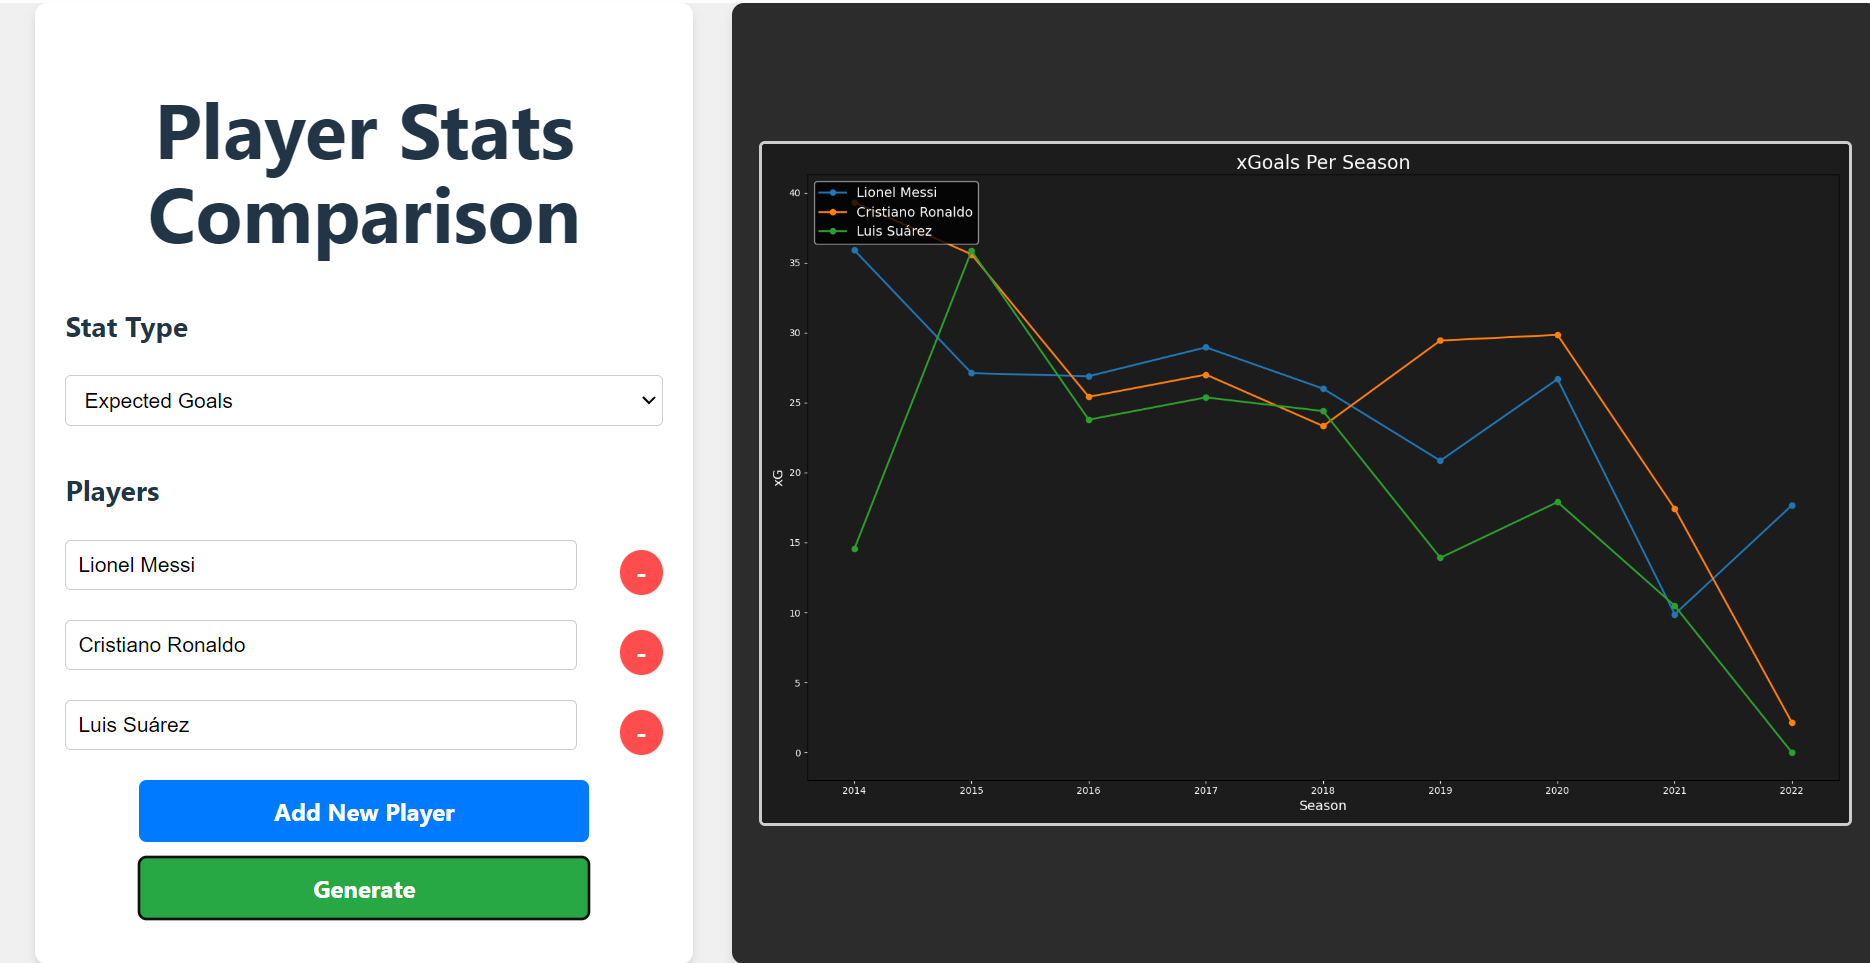 Player Stats
Comparison
Stat Type
Expected Goals
Players
Lionel Messi
-
Cristiano Ronaldo
-
Luis Suárez
-
Add New Player
Generate
xGoals Per Season
Lionel Messi
Cristiano Ronaldo
Luis Suárez
xG
40
35
30
25
20
15
10
5
0
2014 2015 2016 2017 2018 2019 2020 2021 2022
Season